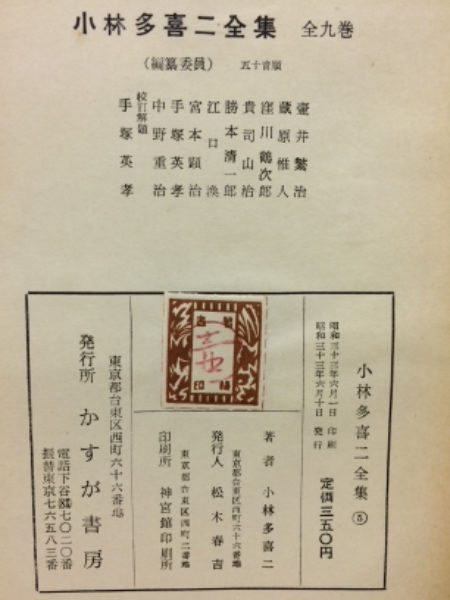 小林多喜二全集　全九巻
（編纂委員）　五十音順
壷井繁治
蔵原惟人
窪川鶴次郎
貴司山治
勝本清一郎
江口渙
宮本顕治
手塚英孝
中野重治
校訂解題
手塚英孝
小林多喜二全集⑤
昭和三十三年六月一日　印刷
昭和三十三年六月十日　発行
定価三五〇円
著者　小林多喜二
東京都台東区西町六十六番地
発行人　松木春吉
東京都台東区西町二番地
印刷所　神宮館印刷所
著者
検印
東京都台東区西町六十六番地
発行所　かすが書房
電話下谷㈹七〇二〇番
振替東京七六五八三番